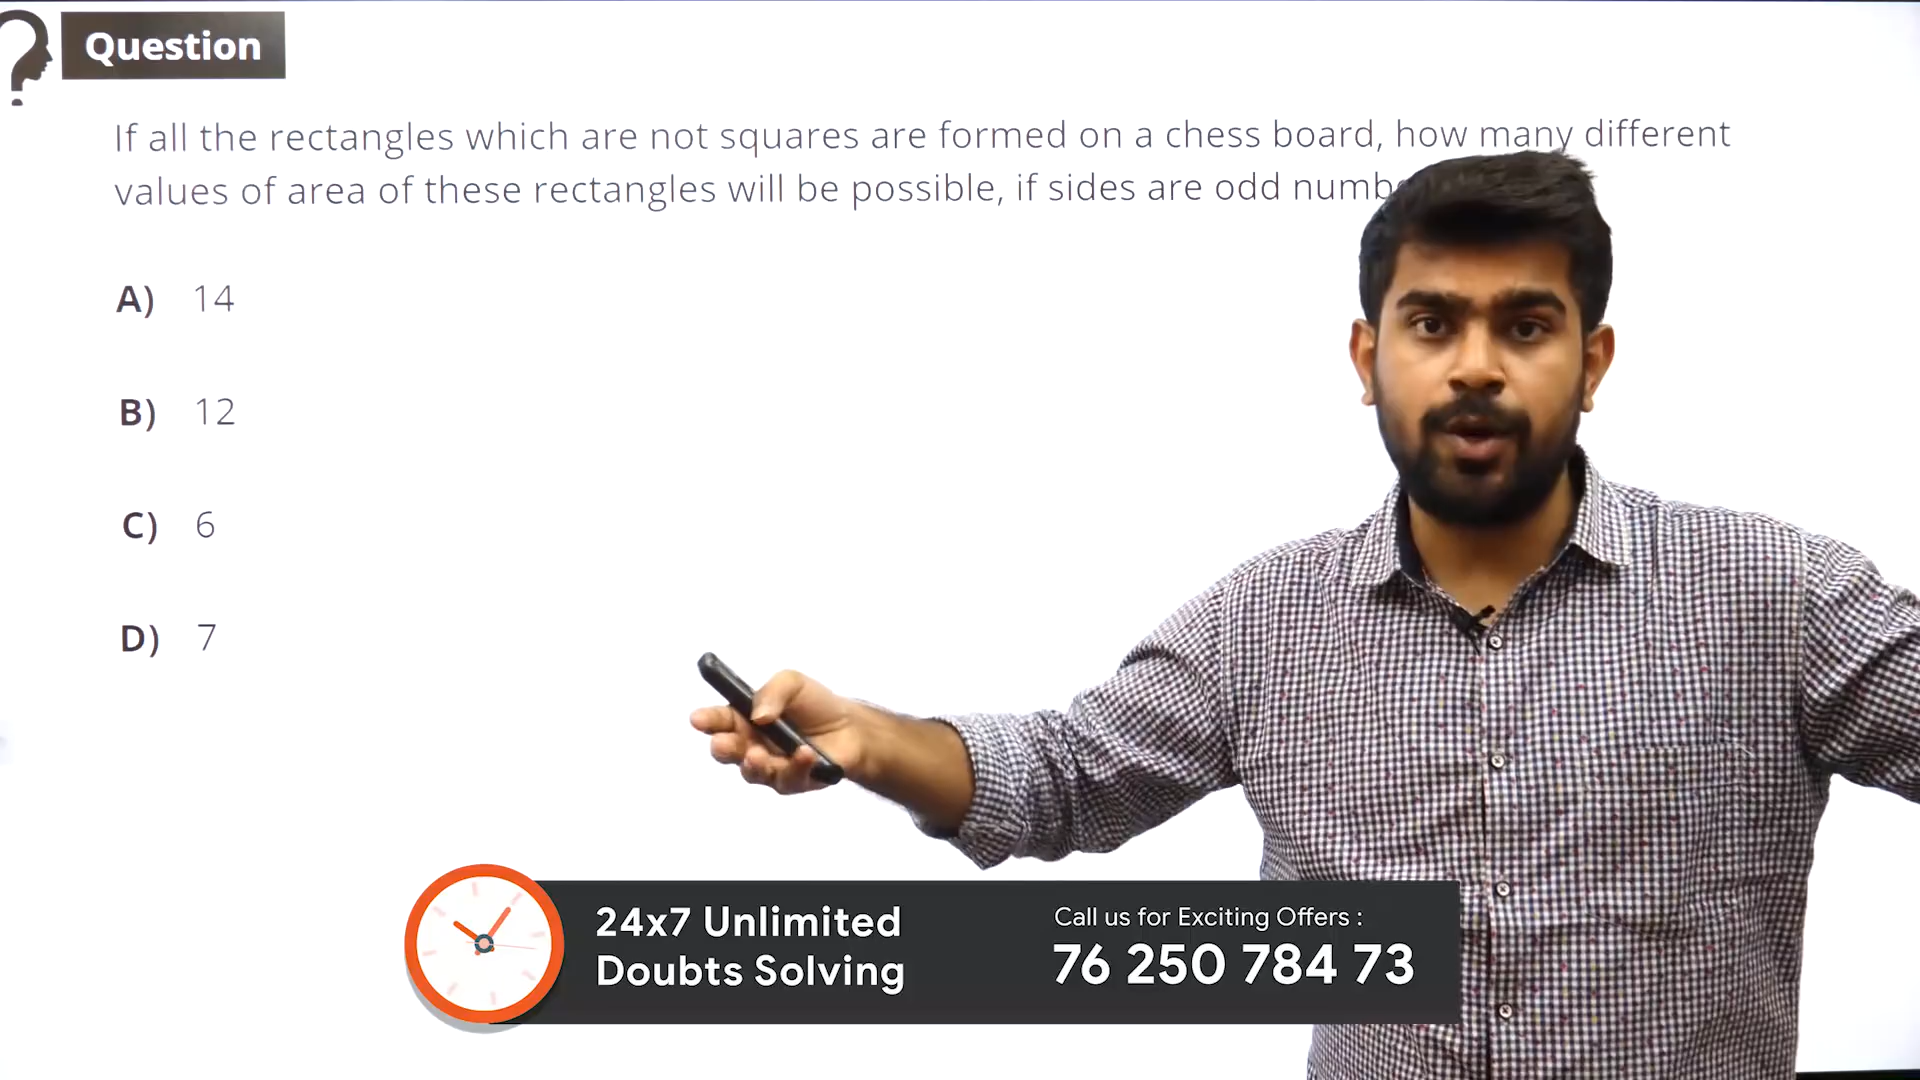 Question
If all the rectangles which are not squares are formed on a chess board, how many different
values of area of these rectangles will be possible, if sides are odd
A) 14
B) 12
C) 6
D) 7
24x7 Unlimited
Doubts Solving
Call us for Exciting Offers :
76 250 784 73